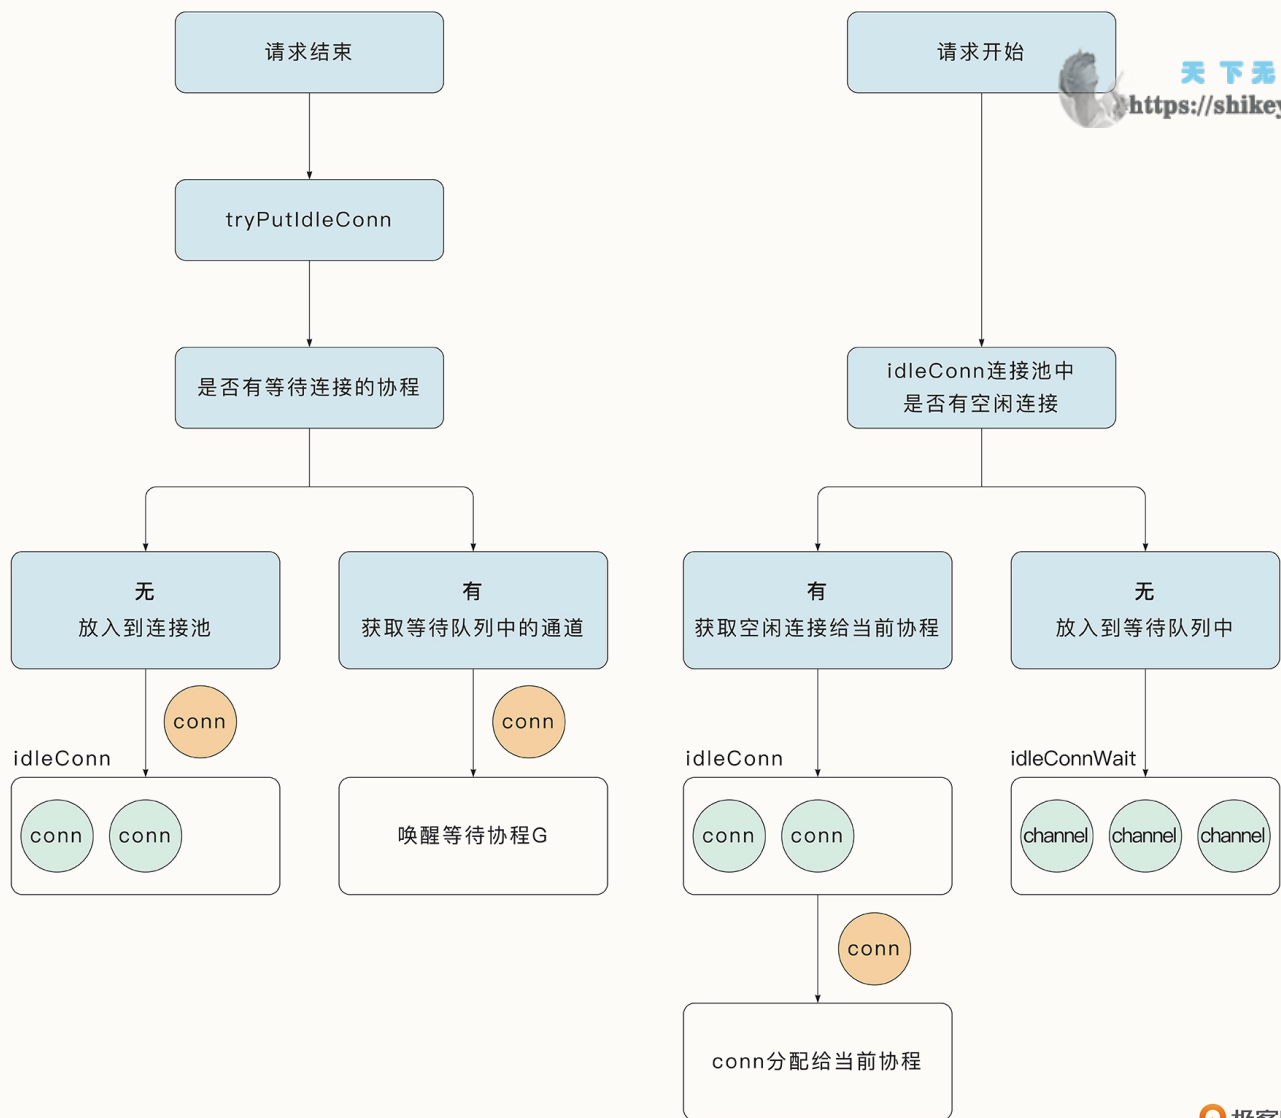 请求结束
请求开始
天下无
https://shikey
tryPutIdleConn
是否有等待连接的协程
idleConn连接池中
是否有空闲连接
无
放入到连接池
有
获取等待队列中的通道
有
获取空闲连接给当前协程
无
放入到等待队列中
conn
conn
idleConn
idleConn
idleConnWait
conn
conn
唤醒等待协程G
conn
conn
channel
channel
channel
conn
conn分配给当前协程
极客